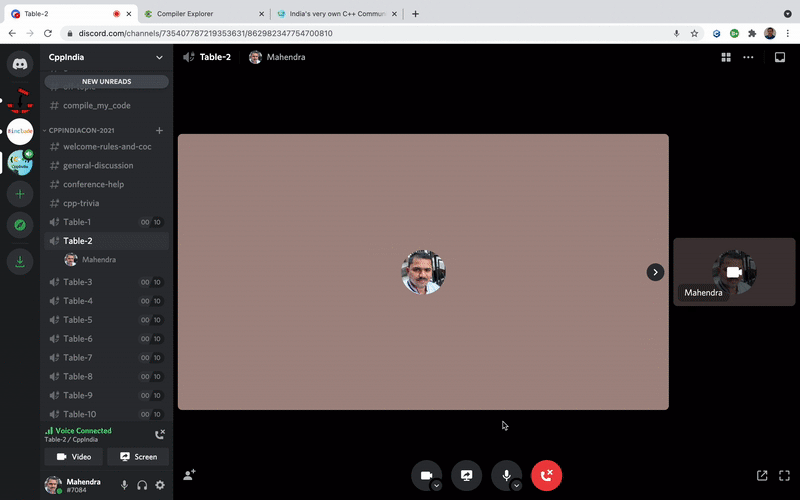 Table-2
Compiler Explorer
India's very own C++ Commun
discord.com/channels/735407787219353631/862982347754700810
CppIndia
NEW UNREADS
compile_my_code
CPPINDIACON-2021
welcome-rules-and-coc
general-discussion
conference-help
cpp-trivia
Table-1 00 10
Table-2
Mahendra
Table-3 00 10
Table-4 00 10
Table-5 00 10
Table-6 00 10
Table-7 00 10
Table-8 00 10
Table-9 00 10
Table-10 00 10
Voice Connected
Table-2 / CppIndia
Video Screen
Mahendra
#7084
#include
Table-2 Mahendra
Mahendra